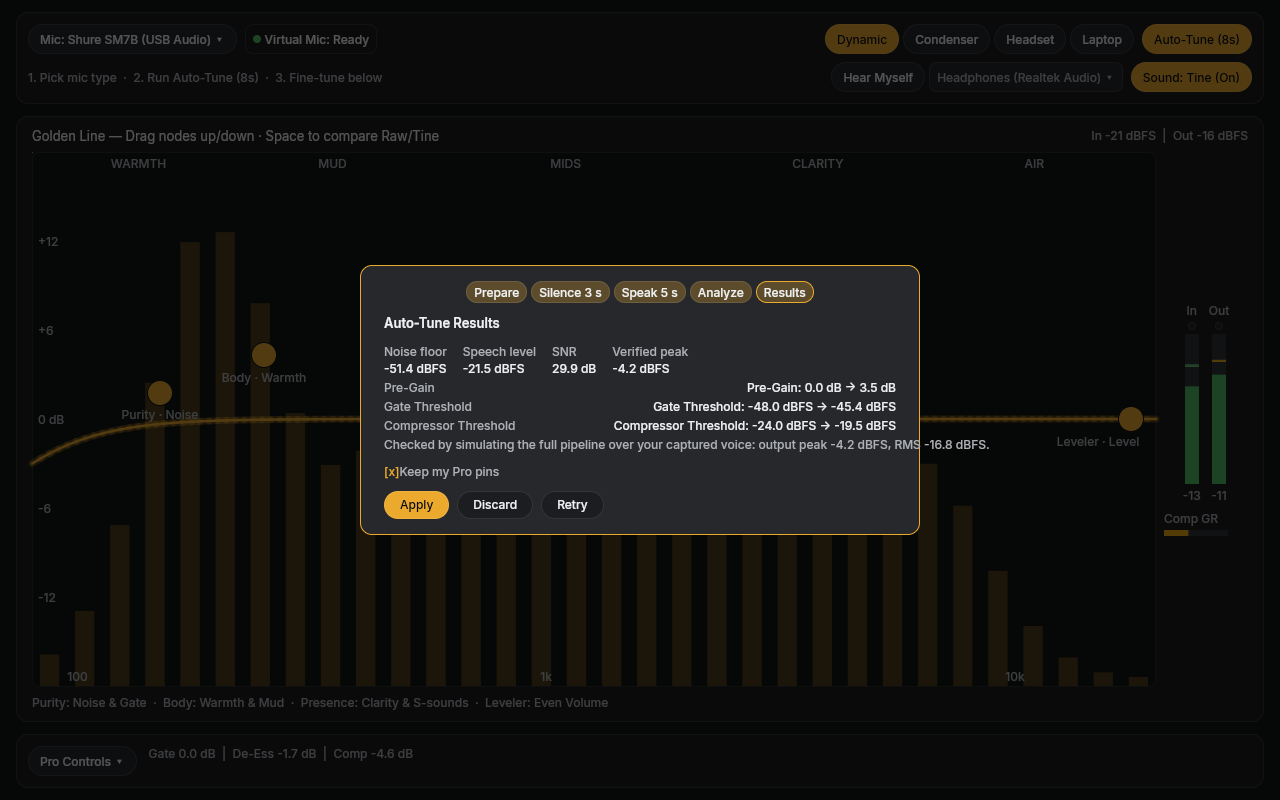 Mic: Shure SM7B (USB Audio) ▾
Virtual Mic: Ready
Dynamic
Condenser
Headset
Laptop
Auto-Tune (8s)
1. Pick mic type · 2. Run Auto-Tune (8s) · 3. Fine-tune below
Hear Myself
Headphones (Realtek Audio) ▾
Sound: Tine (On)
Golden Line — Drag nodes up/down · Space to compare Raw/Tine
In -21 dBFS | Out -16 dBFS
WARMTH
MUD
MIDS
CLARITY
AIR
+12
+6
0 dB
-6
-12
Body · Warmth
Purity · Noise
Leveler · Level
100
1k
10k
In
Out
-13
-11
Comp GR
Prepare
Silence 3 s
Speak 5 s
Analyze
Results
Auto-Tune Results
Noise floor
Speech level
SNR
Verified peak
-51.4 dBFS
-21.5 dBFS
29.9 dB
-4.2 dBFS
Pre-Gain
Pre-Gain: 0.0 dB → 3.5 dB
Gate Threshold
Gate Threshold: -48.0 dBFS → -45.4 dBFS
Compressor Threshold
Compressor Threshold: -24.0 dBFS → -19.5 dBFS
Checked by simulating the full pipeline over your captured voice: output peak -4.2 dBFS, RMS -16.8 dBFS.
[x]Keep my Pro pins
Apply
Discard
Retry
Purity: Noise & Gate · Body: Warmth & Mud · Presence: Clarity & S-sounds · Leveler: Even Volume
Pro Controls ▾
Gate 0.0 dB | De-Ess -1.7 dB | Comp -4.6 dB